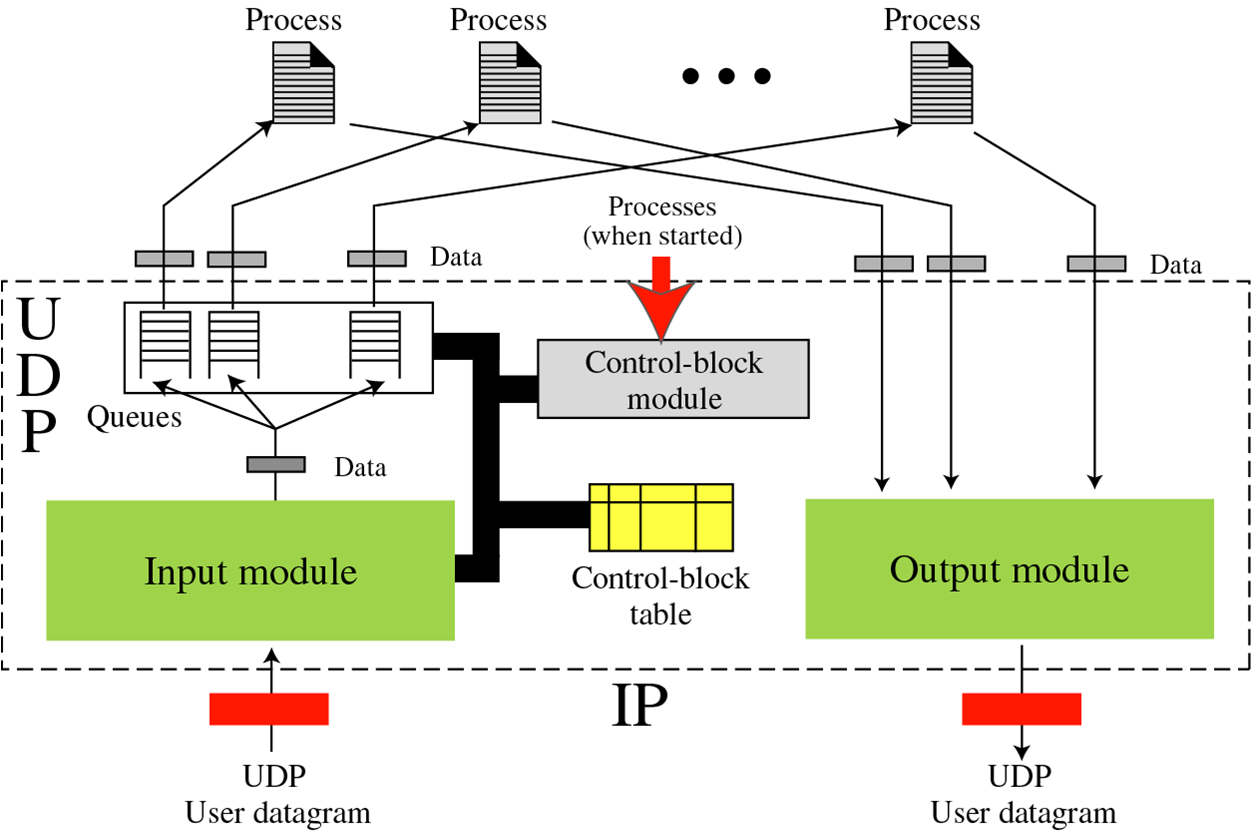 Process
Process
Process
Processes
(when started)
Data
Data
U
D
P
Control-block
module
Queues
Data
Input module
Control-block
table
Output module
IP
UDP
User datagram
UDP
User datagram